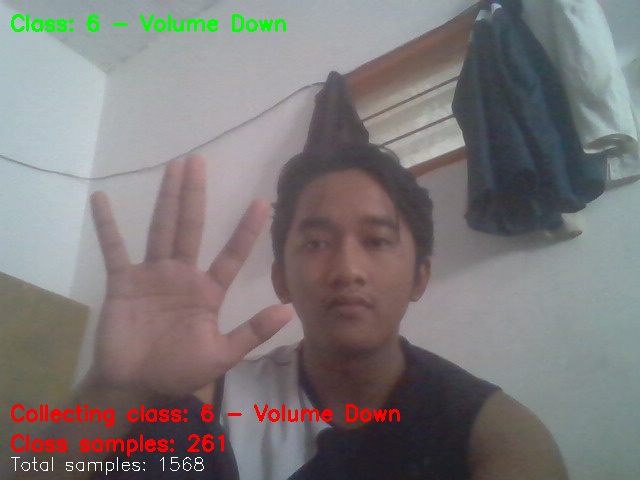 Class: 6 - Volume Down
Collecting class: 6 - Volume Down
Class samples: 261
Total samples: 1568